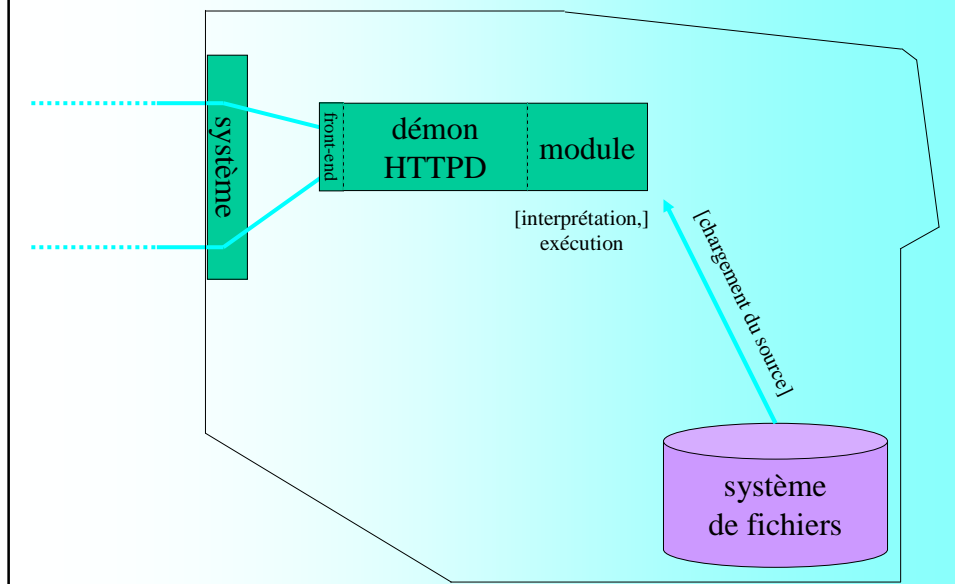 système
front-end
démon
HTTPD
module
[interprétation,]
exécution
[chargement du source]
système
de fichiers